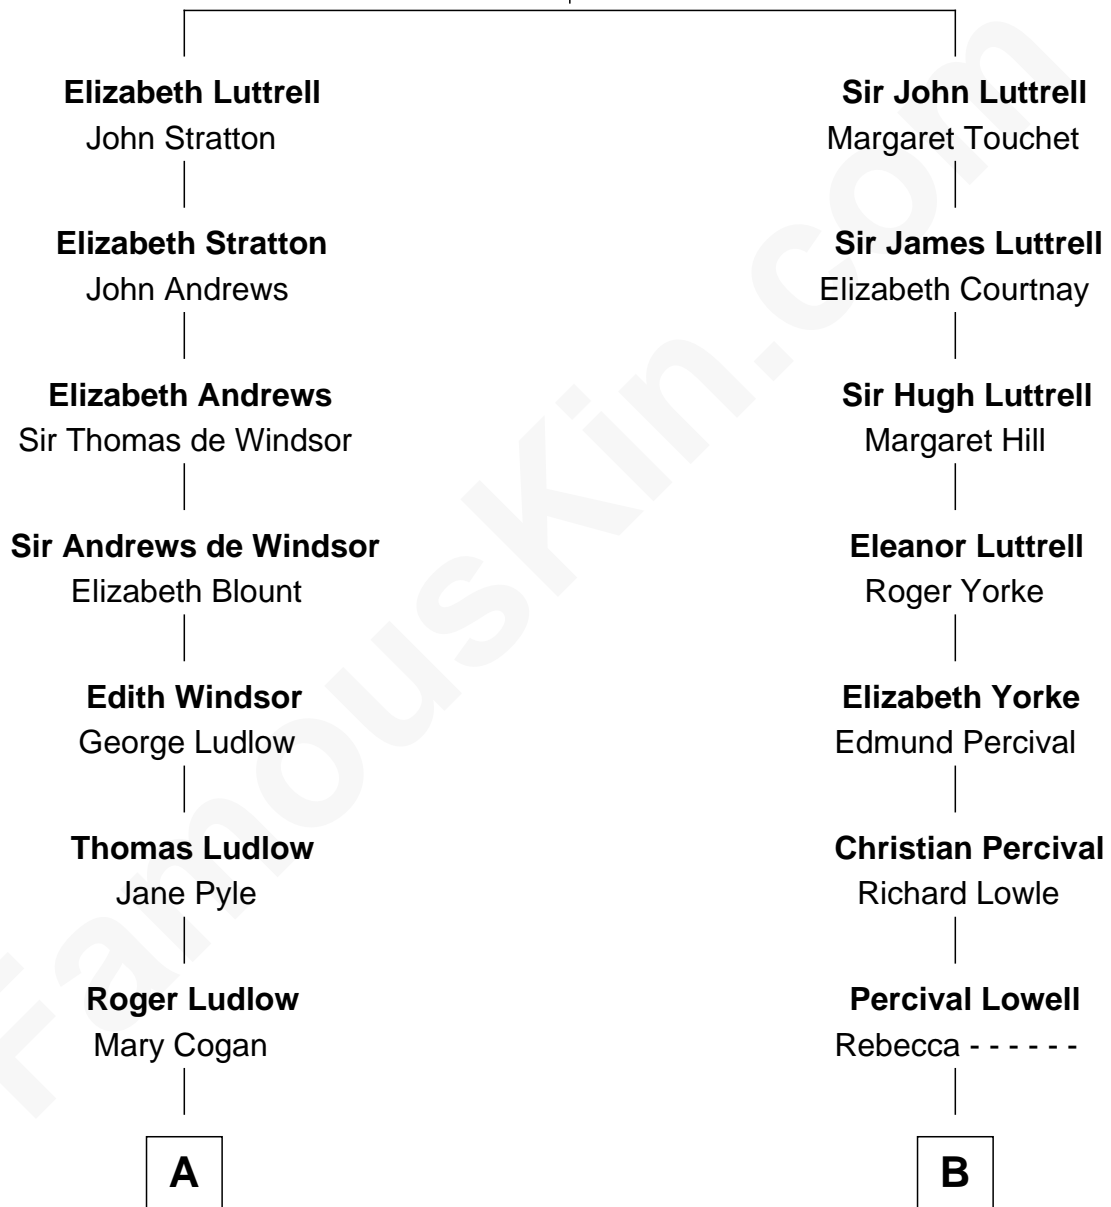 Elizabeth Luttrell
John Stratton
Elizabeth Stratton
John Andrews
Elizabeth Andrews
Sir Thomas de Windsor
Sir Andrews de Windsor
Elizabeth Blount
Edith Windsor
George Ludlow
Thomas Ludlow
Jane Pyle
Roger Ludlow
Mary Cogan
A
Sir John Luttrell
Margaret Touchet
Sir James Luttrell
Elizabeth Courtnay
Sir Hugh Luttrell
Margaret Hill
Eleanor Luttrell
Roger Yorke
Elizabeth Yorke
Edmund Percival
Christian Percival
Richard Lowle
Percival Lowell
Rebecca - - - - - -
B
FamousKin.com